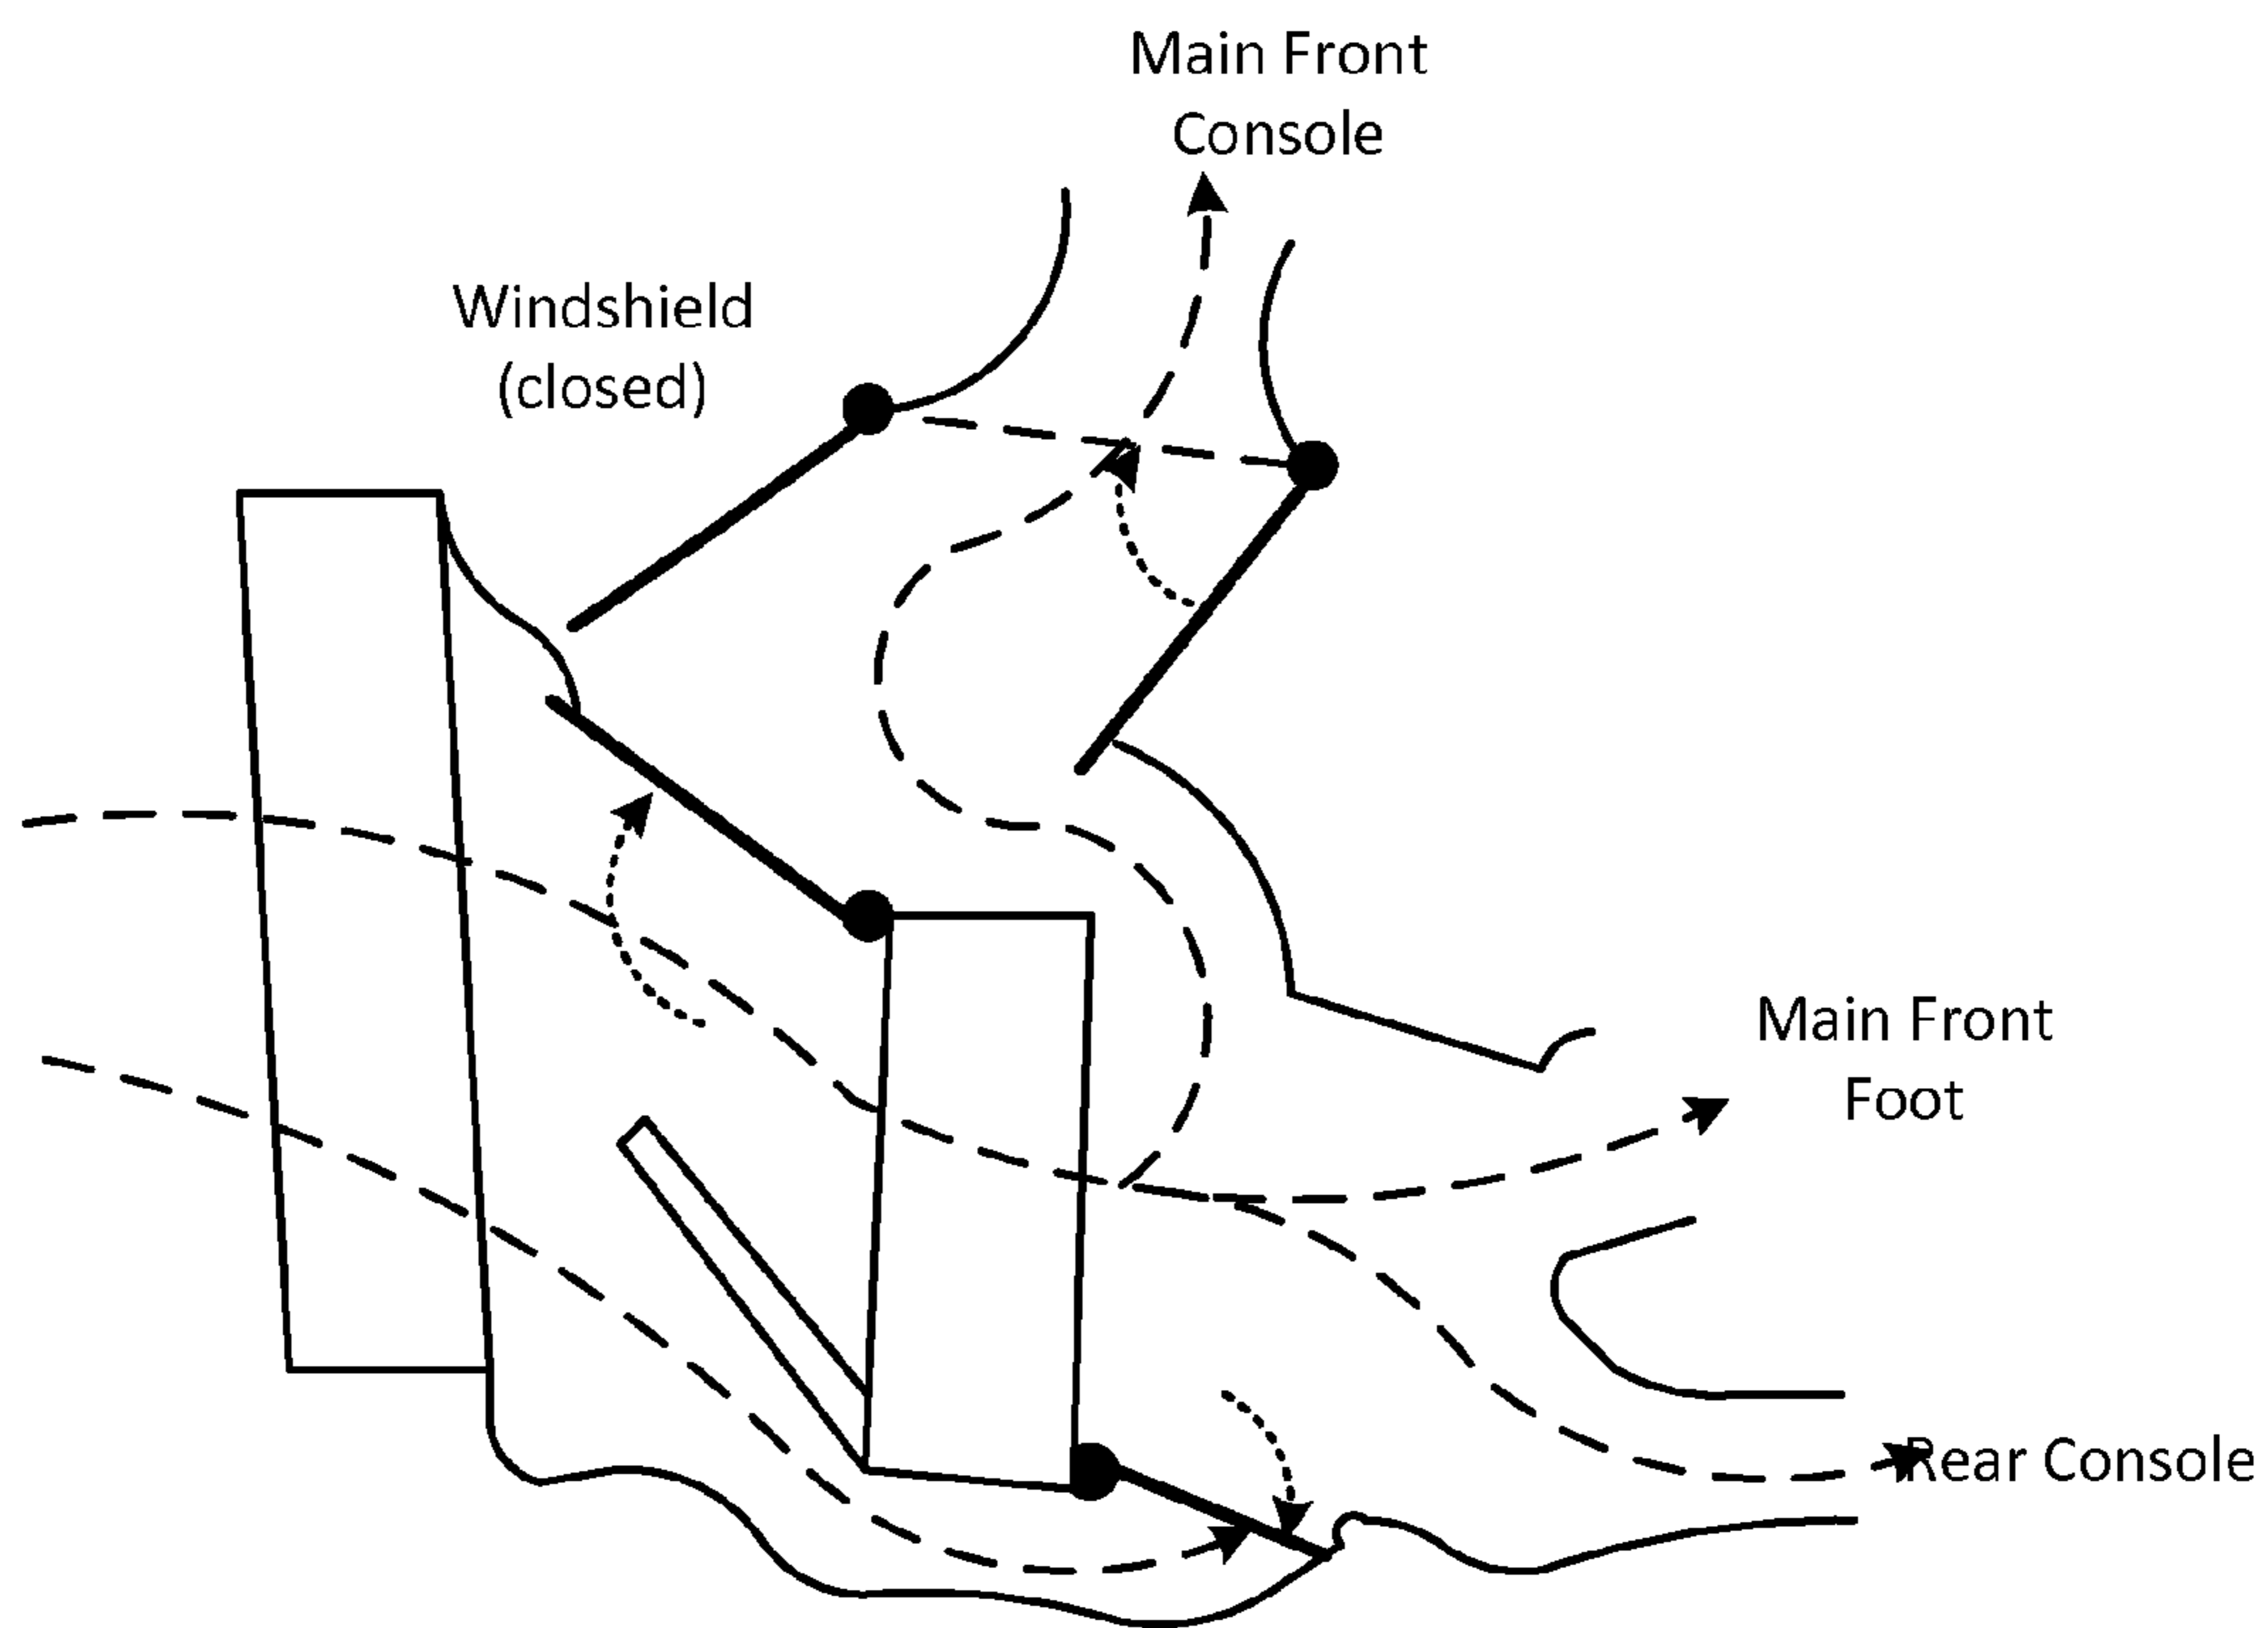 Main Front
Console
Windshield
(closed)
Main Front
Foot
Rear Console